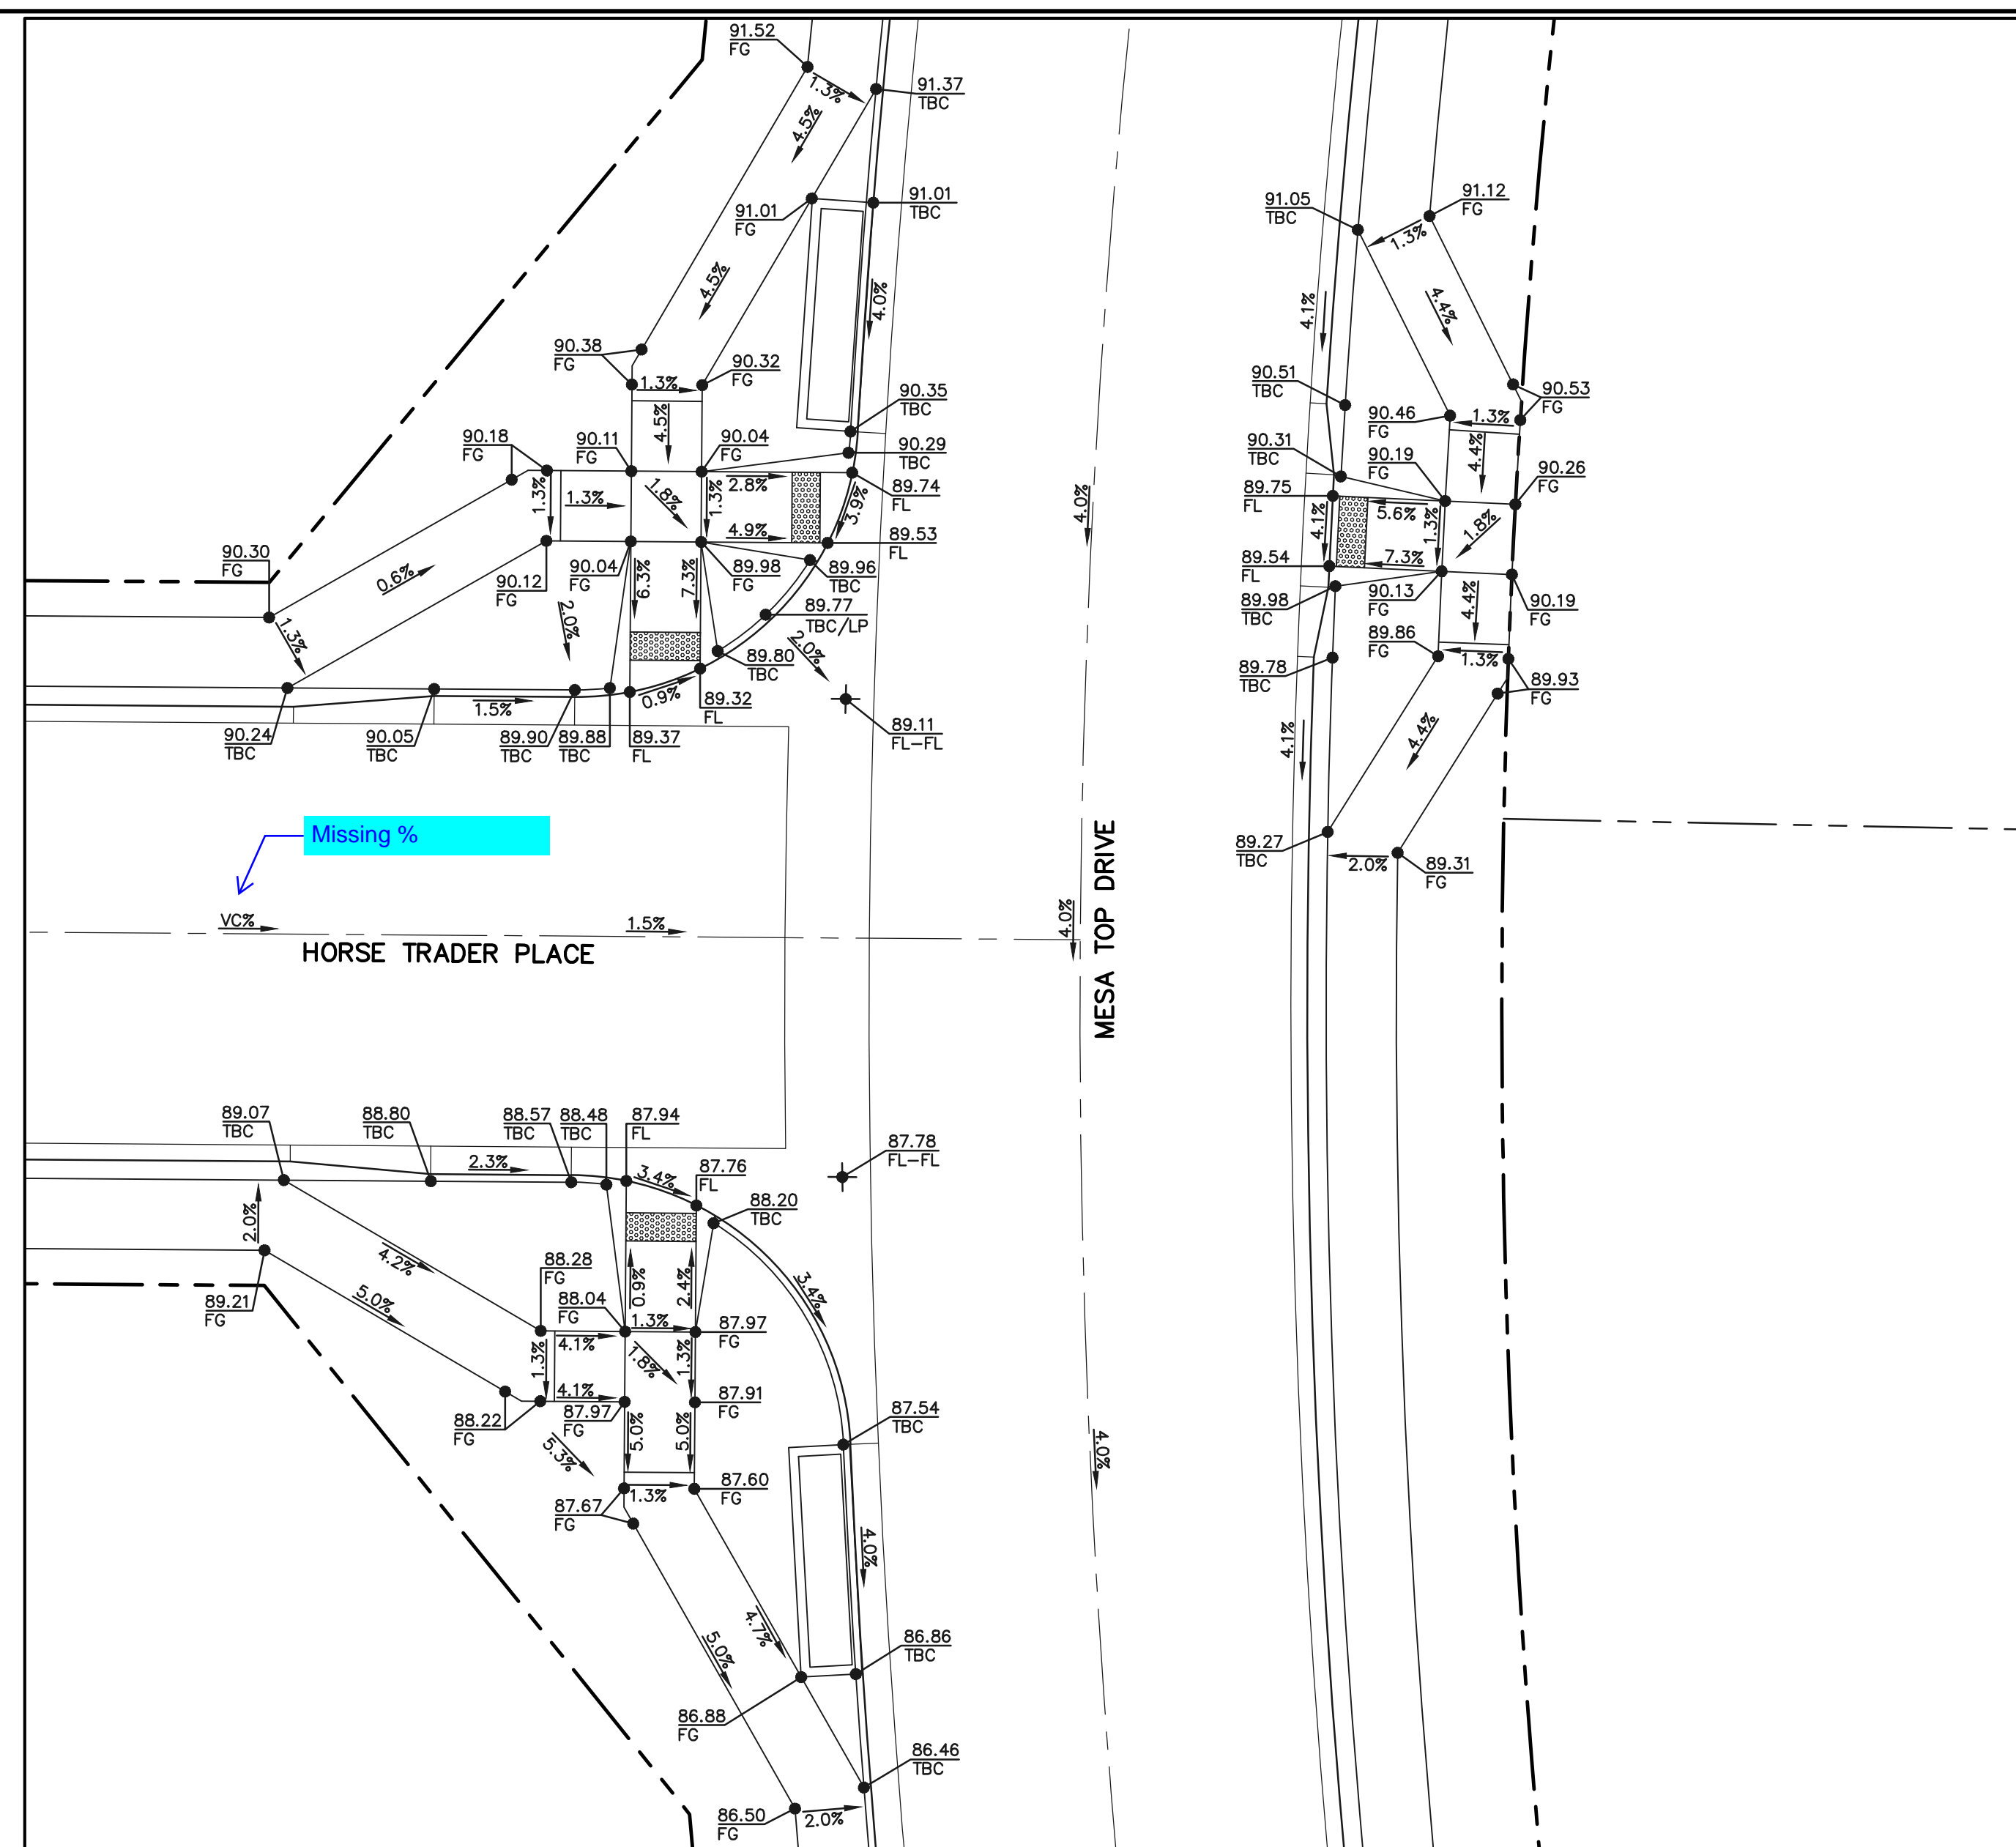 91.52
FG
1.3%
4.5%
91.37
TBC
91.01
FG
91.01
TBC
4.5%
4.0%
90.38
FG
1.3%
90.32
FG
90.35
TBC
4.5%
90.18
FG
90.11
FG
90.04
FG
90.29
TBC
1.3%
1.3%
1.8%
1.3%
2.8%
89.74
FL
3.9%
4.9%
89.53
FL
90.30
FG
0.6%
90.12
FG
90.04
FG
6.3%
7.3%
89.98
FG
89.96
TBC
89.77
TBC/LP
1.3%
2.0%
2.0%
89.80
TBC
0.9%
89.32
FL
1.5%
90.24
TBC
90.05
TBC
89.90
TBC
89.88
TBC
89.37
FL
89.11
FL-FL
91.05
TBC
91.12
FG
1.3%
4.1%
4.4%
90.51
TBC
90.46
FG
1.3%
90.53
FG
90.31
TBC
90.19
FG
4.4%
90.26
FG
89.75
FL
4.1%
5.6%
1.3%
1.8%
7.3%
89.54
FL
89.98
TBC
90.13
FG
4.4%
90.19
FG
89.86
FG
1.3%
89.78
TBC
89.93
FG
4.1%
4.4%
89.27
TBC
2.0%
89.31
FG
4.0%
4.0%
MESA TOP DRIVE
4.0%
Missing %
VC%
1.5%
HORSE TRADER PLACE
89.07
TBC
88.80
TBC
88.57
TBC
88.48
TBC
87.94
FL
87.78
FL-FL
2.3%
3.4%
87.76
FL
88.20
TBC
2.0%
4.2%
5.0%
89.21
FG
88.28
FG
88.04
FG
0.9%
2.4%
3.4%
1.3%
87.97
FG
4.1%
1.3%
1.8%
1.3%
4.1%
87.91
FG
88.22
FG
87.97
FG
5.3%
5.0%
5.0%
87.54
TBC
87.67
FG
1.3%
87.60
FG
4.0%
5.0%
4.7%
86.86
TBC
86.88
FG
86.46
TBC
86.50
FG
2.0%